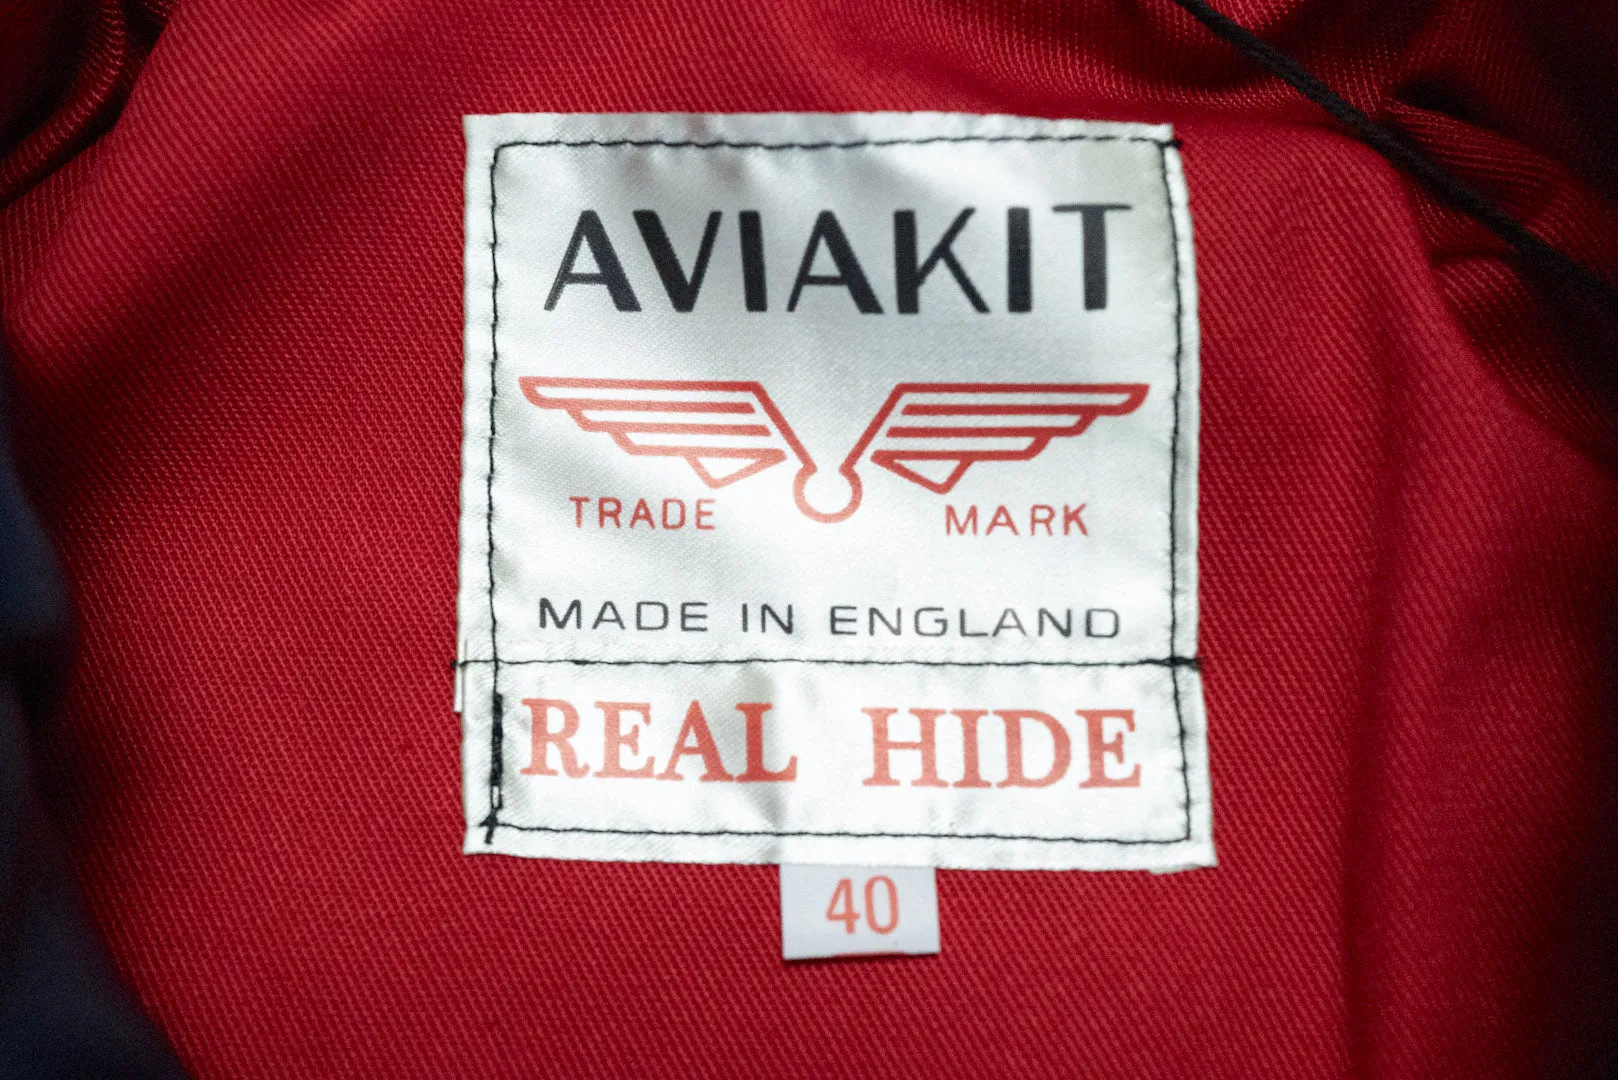 AVIAKIT
TRADE MARK
MADE IN ENGLAND
REAL HIDE
40